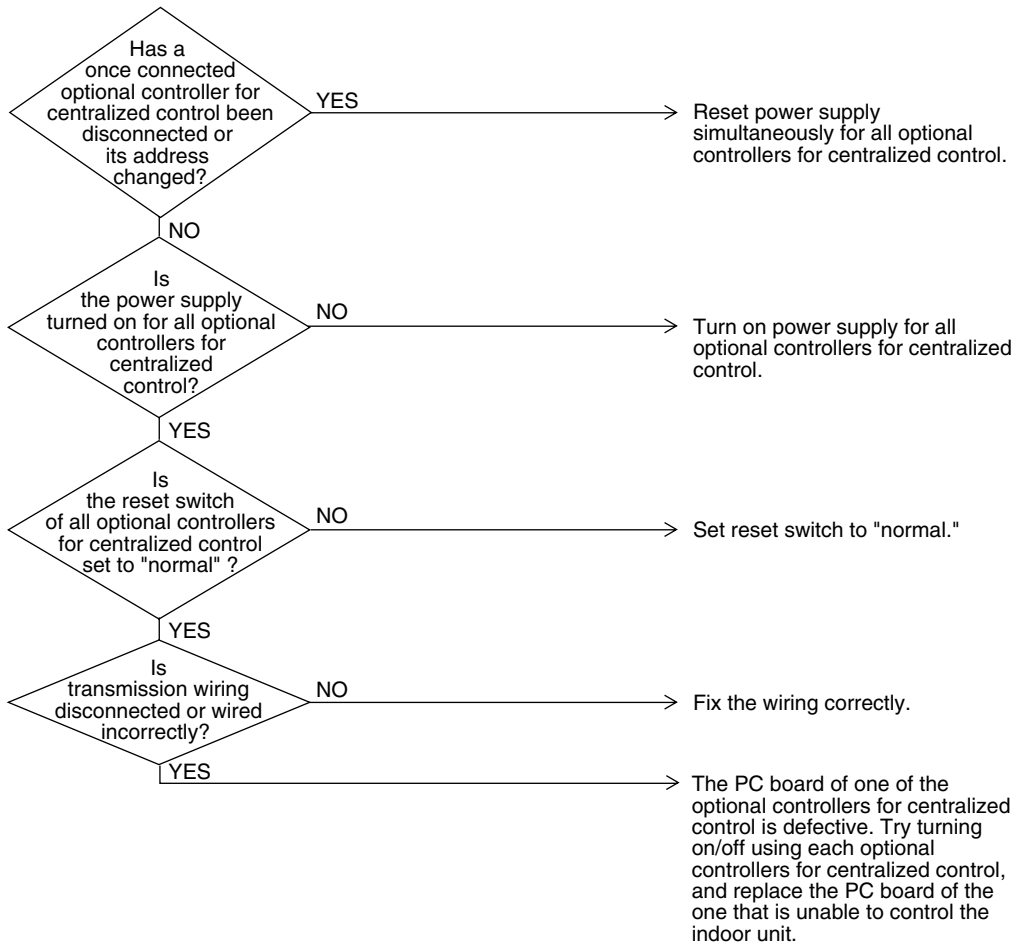 Has a
once connected
optional controller for
centralized control been
disconnected or
its address
changed?
YES
Reset power supply
simultaneously for all optional
controllers for centralized control.
NO
Is
the power supply
turned on for all optional
controllers for
centralized
control?
NO
Turn on power supply for all
optional controllers for centralized
control.
YES
Is
the reset switch
of all optional controllers
for centralized control
set to "normal" ?
NO
Set reset switch to "normal."
YES
Is
transmission wiring
disconnected or wired
incorrectly?
NO
Fix the wiring correctly.
YES
The PC board of one of the
optional controllers for centralized
control is defective. Try turning
on/off using each optional
controllers for centralized control,
and replace the PC board of the
one that is unable to control the
indoor unit.